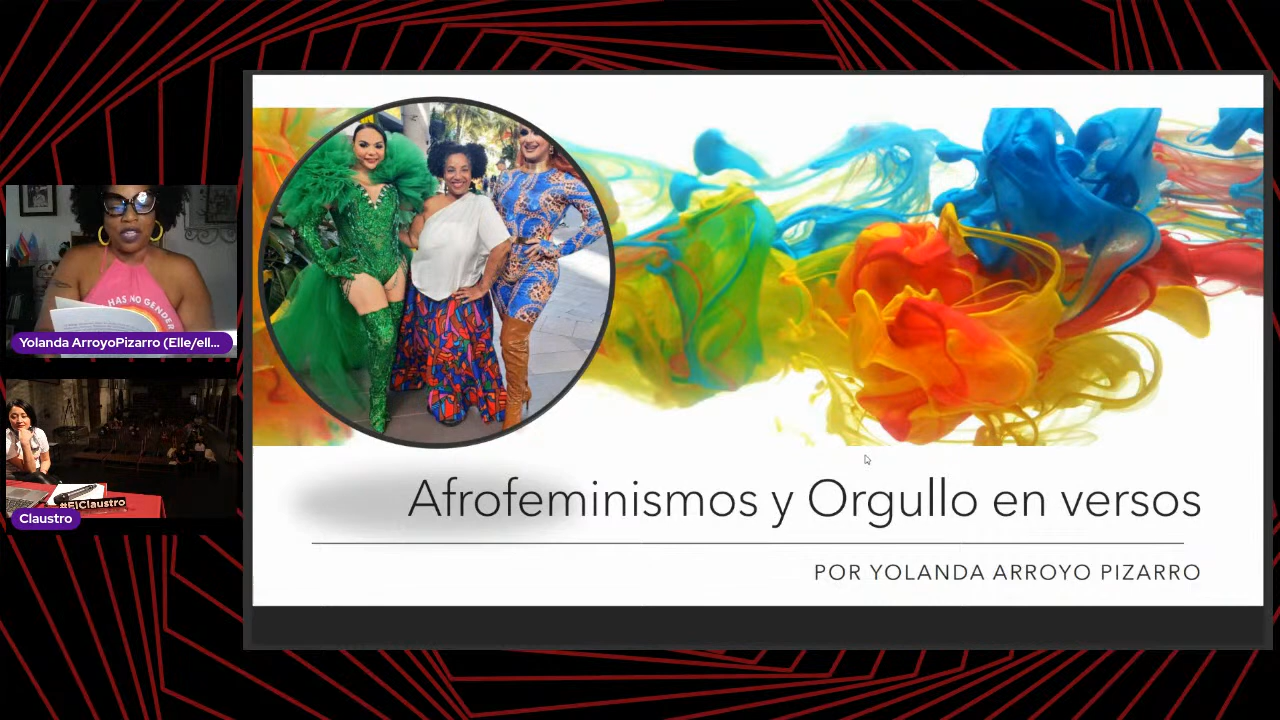 HAS NO GENDER
Yolanda ArroyoPizarro (Elle/ell...
#ElClaustro
Claustro
Afrofeminismos y Orgullo en versos
POR YOLANDA ARROYO PIZARRO